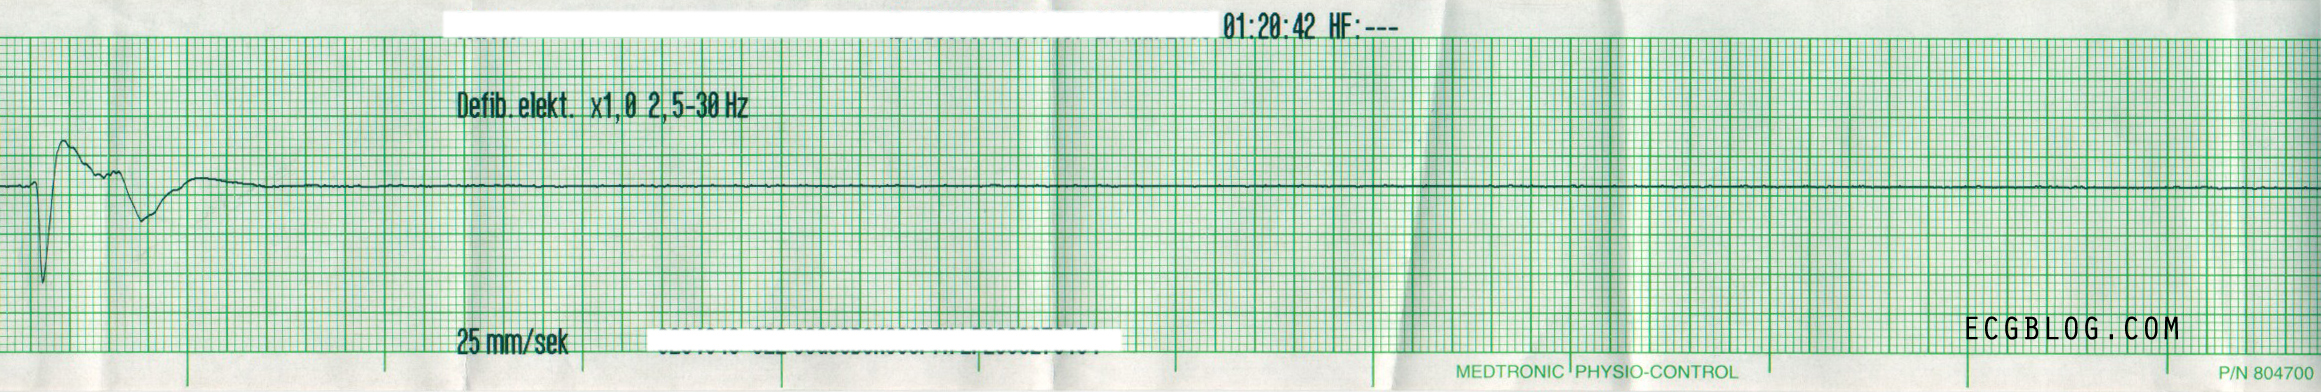 01:20:42 HF:---
Defib. elekt. x1,0 2,5-30 Hz
25 mm/sek
ECGBLOG.COM
MEDTRONIC PHYSIO-CONTROL
P/N 804700